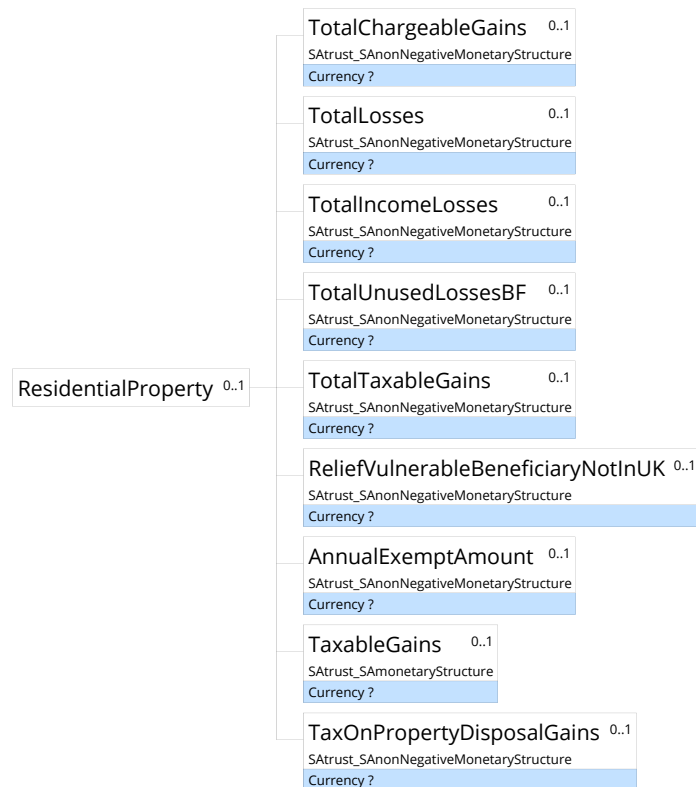 TotalChargeableGains 0..1
SAtrust_SAnonNegativeMonetaryStructure
Currency ?
TotalLosses 0..1
SAtrust_SAnonNegativeMonetaryStructure
Currency ?
TotalIncomeLosses 0..1
SAtrust_SAnonNegativeMonetaryStructure
Currency ?
TotalUnusedLossesBF 0..1
SAtrust_SAnonNegativeMonetaryStructure
Currency ?
ResidentialProperty 0..1
TotalTaxableGains 0..1
SAtrust_SAnonNegativeMonetaryStructure
Currency ?
ReliefVulnerableBeneficiaryNotInUK 0..1
SAtrust_SAnonNegativeMonetaryStructure
Currency ?
AnnualExemptAmount 0..1
SAtrust_SAnonNegativeMonetaryStructure
Currency ?
TaxableGains 0..1
SAtrust_SAmonetaryStructure
Currency ?
TaxOnPropertyDisposalGains 0..1
SAtrust_SAnonNegativeMonetaryStructure
Currency ?